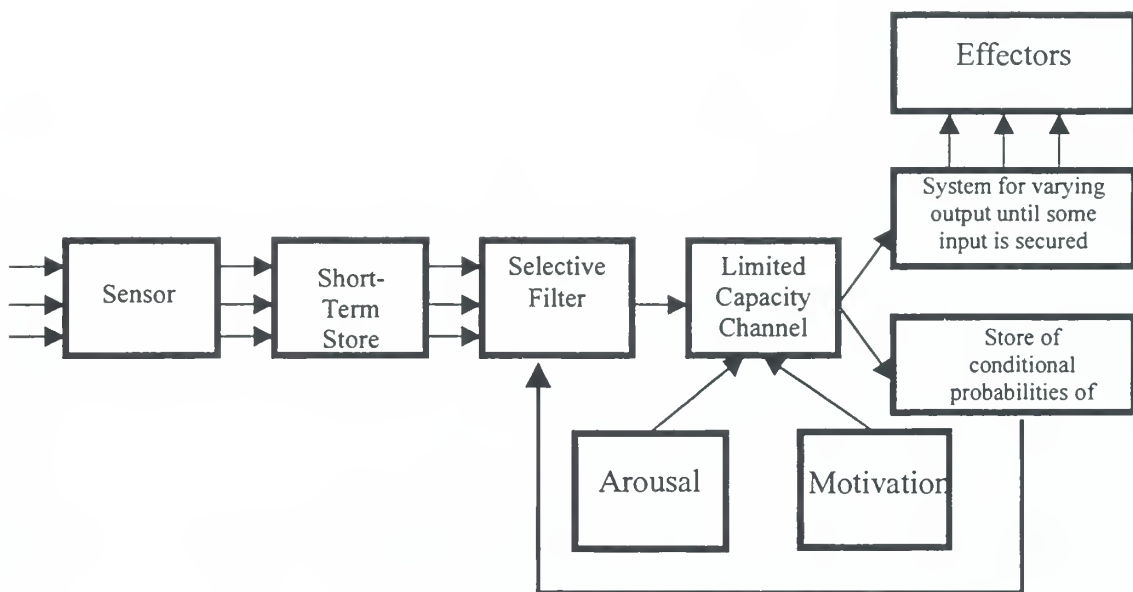 Effectors
System for varying
output until some
input is secured
Sensor
Short-
Term
Store
Selective
Filter
Limited
Capacity
Channel
Store of
conditional
probabilities of
Arousal
Motivation